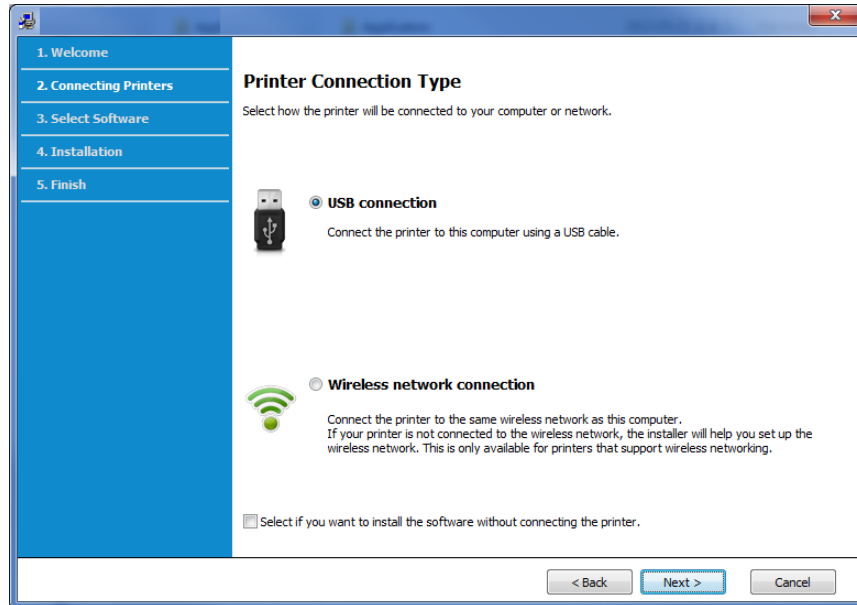 1. Welcome
2. Connecting Printers
3. Select Software
4. Installation
5. Finish
Printer Connection Type
Select how the printer will be connected to your computer or network.
USB connection
Connect the printer to this computer using a USB cable.
Wireless network connection
Connect the printer to the same wireless network as this computer.
If your printer is not connected to the wireless network, the installer will help you set up the
wireless network. This is only available for printers that support wireless networking.
Select if you want to install the software without connecting the printer.
< Back
Next >
Cancel